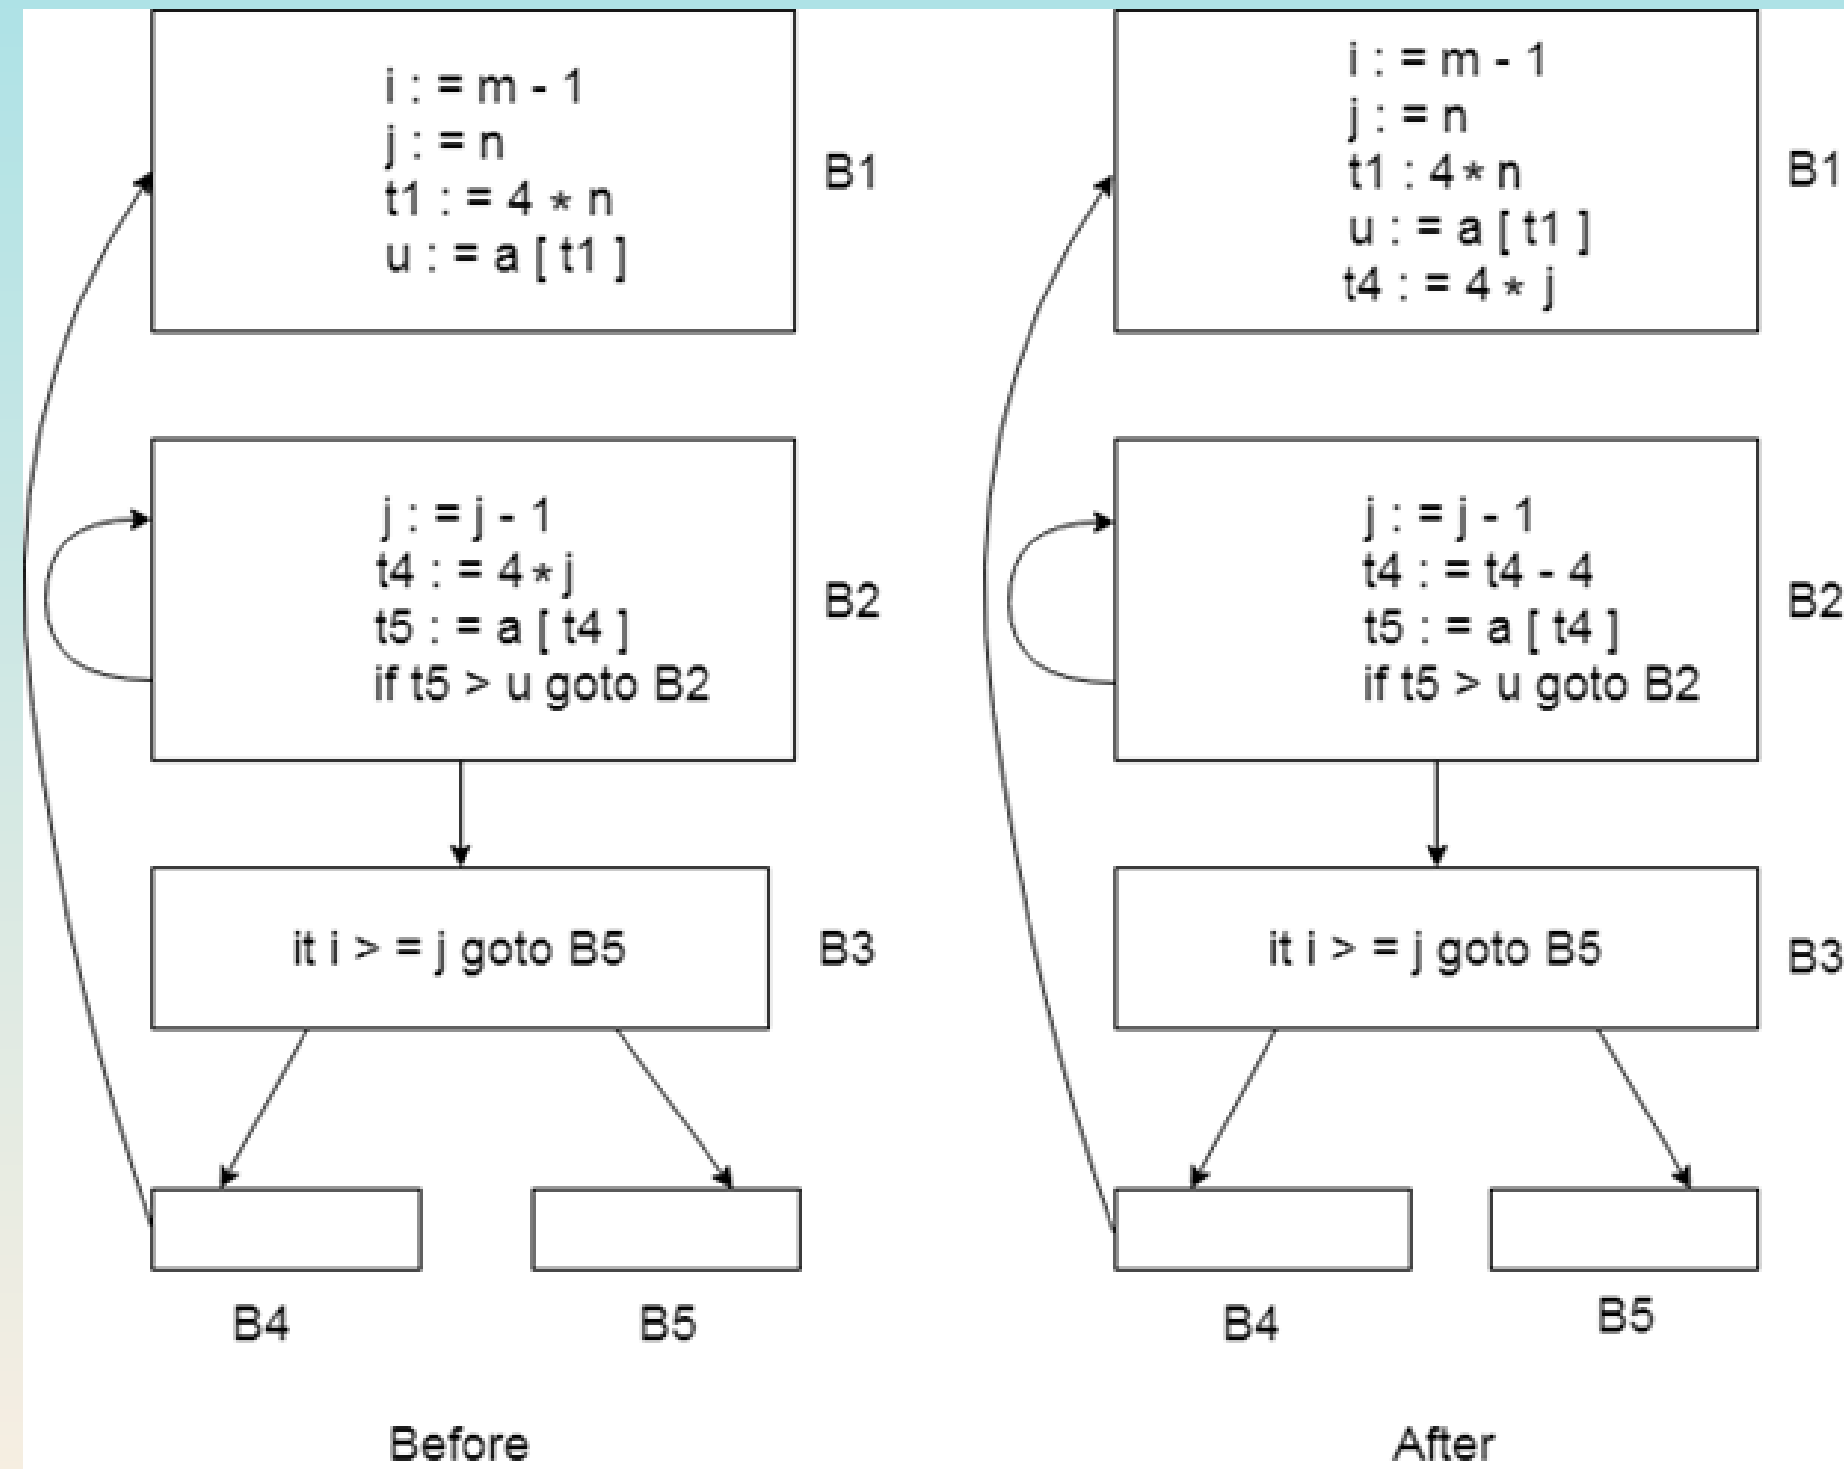 i : = m - 1
j : = n
t1 : = 4 * n
u : = a [ t1 ]
B1
j : = j - 1
t4 : = 4 * j
t5 : = a [ t4 ]
if t5 > u goto B2
B2
it i > = j goto B5
B3
B4
B5
Before
i : = m - 1
j : = n
t1 : 4 * n
u : = a [ t1 ]
t4 : = 4 * j
B1
j : = j - 1
t4 : = t4 - 4
t5 : = a [ t4 ]
if t5 > u goto B2
B2
it i > = j goto B5
B3
B4
B5
After